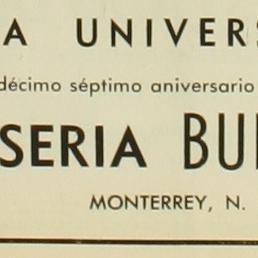 A UNIVERS
décimo séptimo aniversario
SERIA BU
MONTERREY, N.